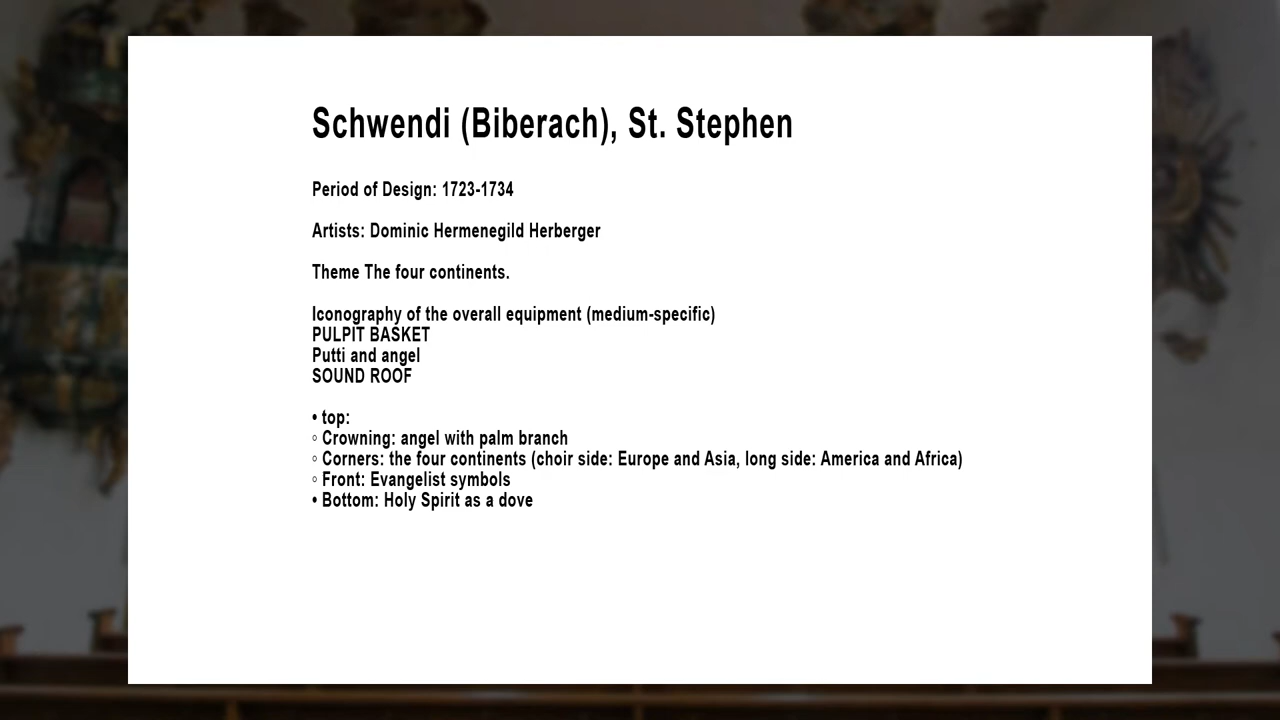 Schwendi (Biberach), St. Stephen
Period of Design: 1723-1734
Artists: Dominic Hermenegild Herberger
Theme The four continents.
Iconography of the overall equipment (medium-specific)
PULPIT BASKET
Putti and angel
SOUND ROOF
• top:
◦ Crowning: angel with palm branch
◦ Corners: the four continents (choir side: Europe and Asia, long side: America and Africa)
◦ Front: Evangelist symbols
• Bottom: Holy Spirit as a dove